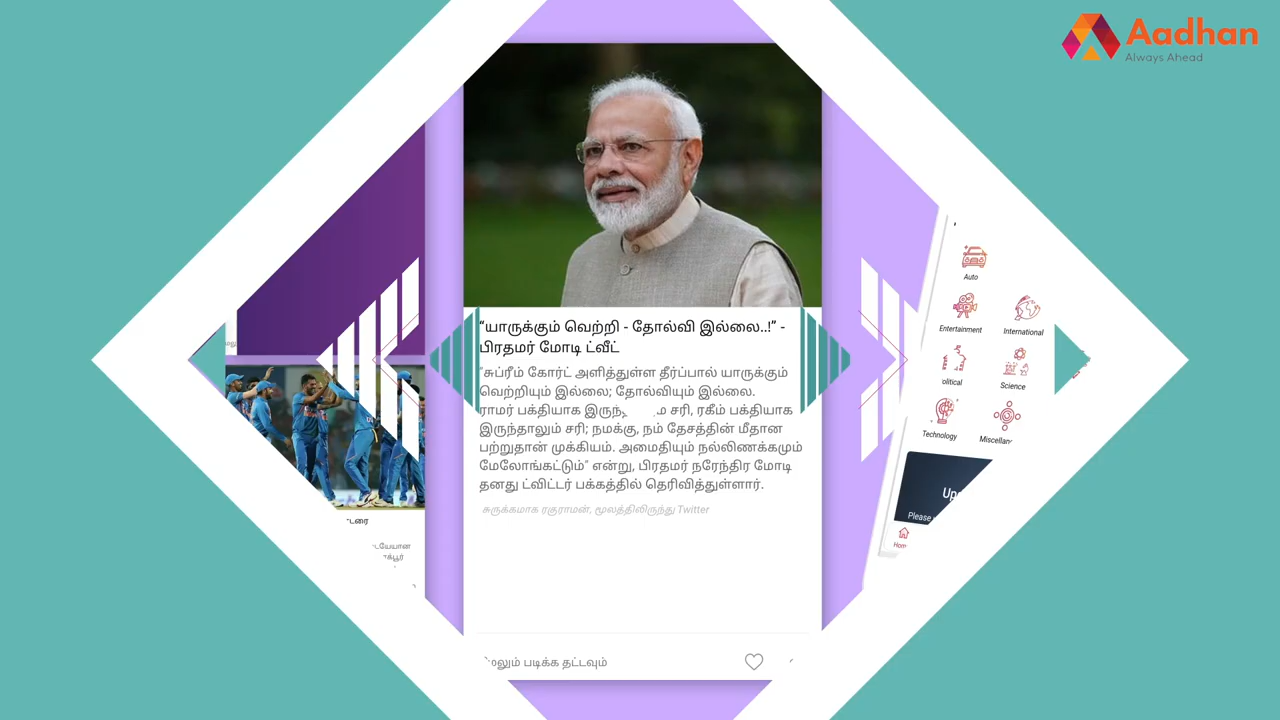 Aadhan
Always Ahead
“யாருக்கும் வெற்றி - தோல்வி இல்லை..!” -
பிரதமர் மோடி ட்வீட்
“சுப்ரீம் கோர்ட் அளித்துள்ள தீர்ப்பால் யாருக்கும்
வெற்றியும் இல்லை; தோல்வியும் இல்லை.
ராமர் பக்தியாக சரி, ரகீம் பக்தியாக
இருந்தாலும் சரி; நமக்கு, நம் தேசத்தின் மீதான
பற்றுதான் முக்கியம். அமைதியும் நல்லிணக்கமும்
மேலோங்கட்டும்” என்று, பிரதமர் நரேந்திர மோடி
தனது ட்விட்டர் பக்கத்தில் தெரிவித்துள்ளார்.
சுருக்கமாக ரகுராமன், மூலத்திலிருந்து Twitter
படிக்க தட்டவும்
Auto
Entertainment
International
Science
Technology
Please